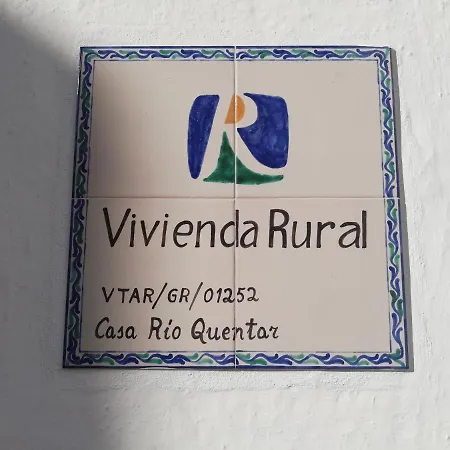 R
Vivienda Rural
VTAR/GR/01252
Casa Río Quentar